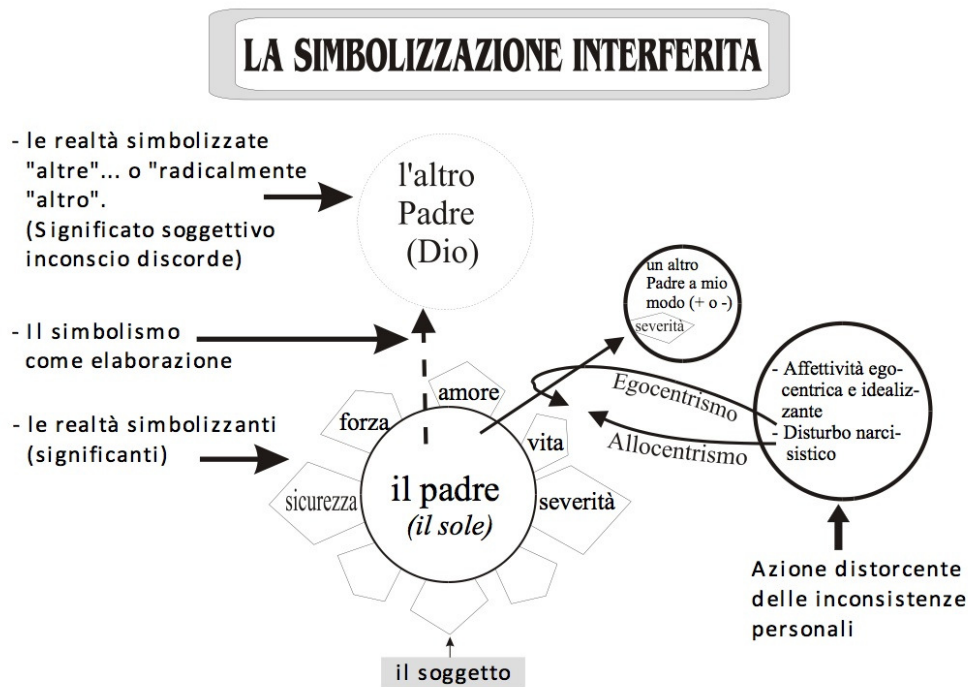 LA SIMBOLIZZAZIONE INTERFERITA
- le realtà simbolizzate
"altre"... o "radicalmente
"altro".
(Significato soggettivo
inconscio discorde)
l'altro
Padre
(Dio)
un altro
Padre a mio
modo (+ o -)
severità
- Il simbolismo
come elaborazione
- Affettività ego-
centrica e idealiz-
zante
- Disturbo narci-
sistico
Egocentrismo
Allocentrismo
- le realtà simbolizzanti
(significanti)
amore
forza
vita
sicurezza
severità
il padre
(il sole)
Azione distorcente
delle inconsistenze
personali
il soggetto